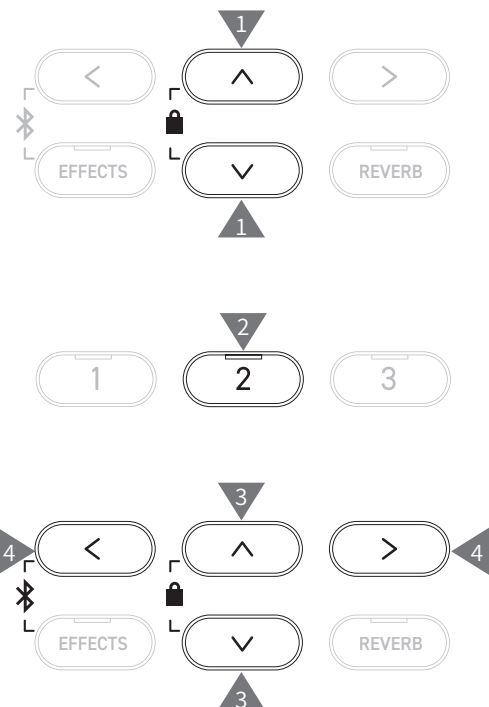 1
< ∧ >
EFFECTS ∨ REVERB
1
2
1 2 3
3
4 < ∧ > 4
EFFECTS ∨ REVERB
3